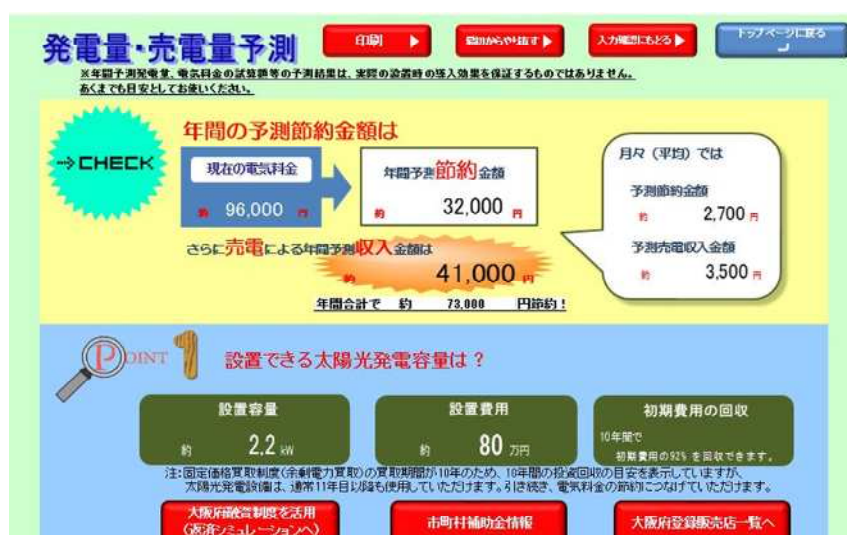 発電量・売電量予測
印刷
最初からやり直す
入力確認にもどる
トップページに戻る
※年間予測発電量、電気料金の試算額等の予測結果は、実際の設置時の導入効果を保証するものではありません。
あくまでも目安としてお使いください。
CHECK
年間の予測節約金額は
現在の電気料金
約 96,000 円
年間予測節約金額
約 32,000 円
さらに売電による年間予測収入金額は
約 41,000 円
年間合計で 約 73,000 円節約!
月々(平均)では
予測節約金額
約 2,700 円
予測売電収入金額
約 3,500 円
POINT 1 設置できる太陽光発電容量は?
設置容量
約 2.2 kW
設置費用
約 80 万円
初期費用の回収
10年間で
初期費用の92% を回収できます。
注:固定価格買取制度(余剰電力買取)の買取期間が10年のため、10年間の投資回収の目安を表示していますが、
太陽光発電設備は、通常11年目以降も使用していただけます。引き続き、電気料金の節約につなげていただけます。
大阪府融資制度を活用
(返済シミュレーションへ)
市町村補助金情報
大阪府登録販売店一覧へ